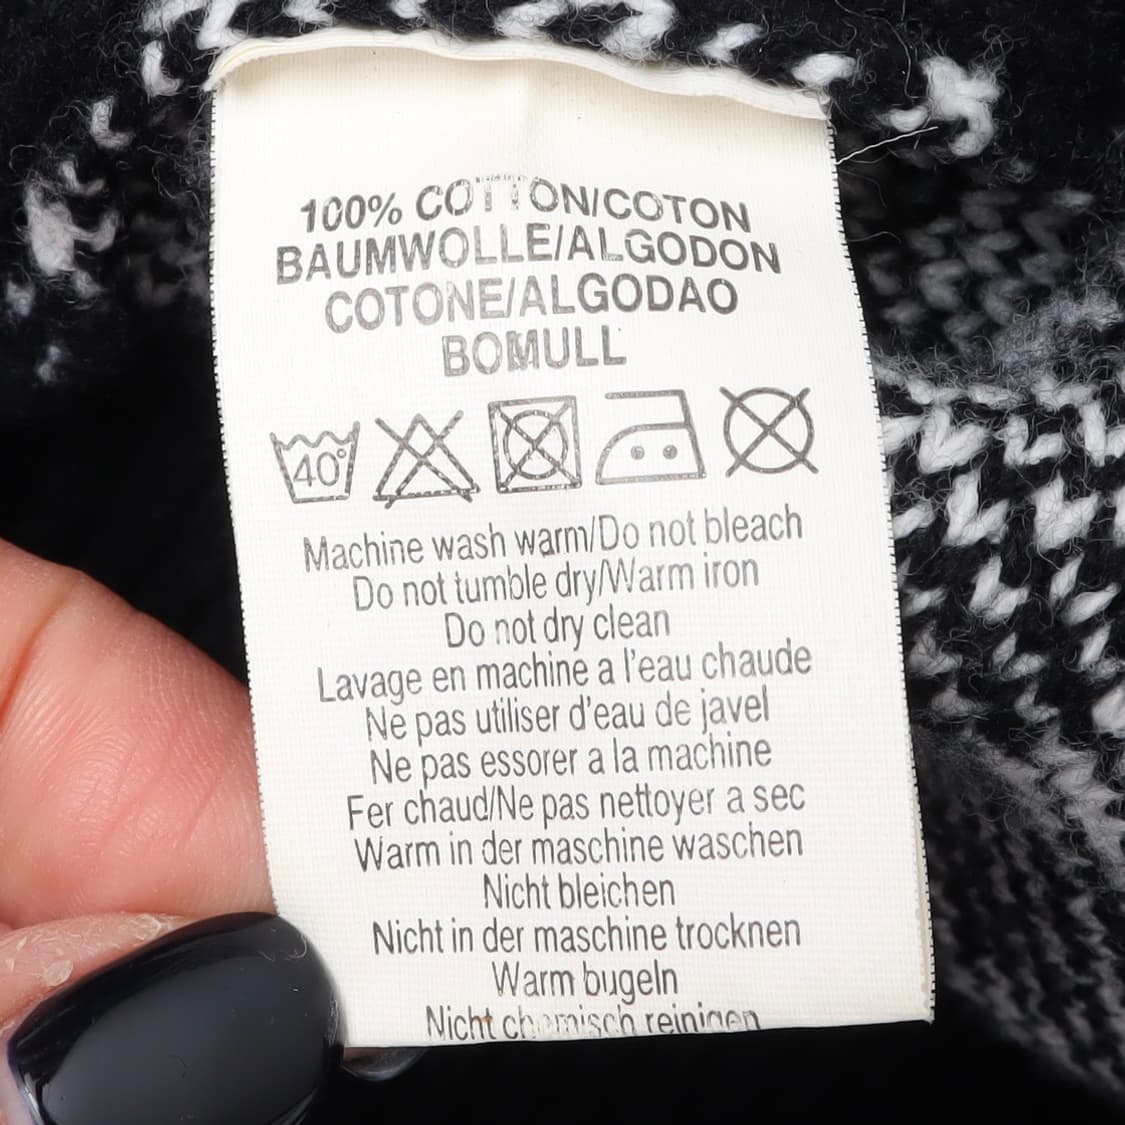 100% COTTON/COTON
BAUMWOLLE/ALGODON
COTONE/ALGODAO
BOMULL
40°
Machine wash warm/Do not bleach
Do not tumble dry/Warm iron
Do not dry clean
Lavage en machine a l'eau chaude
Ne pas utiliser d'eau de javel
Ne pas essorer a la machine
Fer chaud/Ne pas nettoyer a sec
Warm in der maschine waschen
Nicht bleichen
Nicht in der maschine trocknen
Warm bugeln
Nicht chemisch reinigen